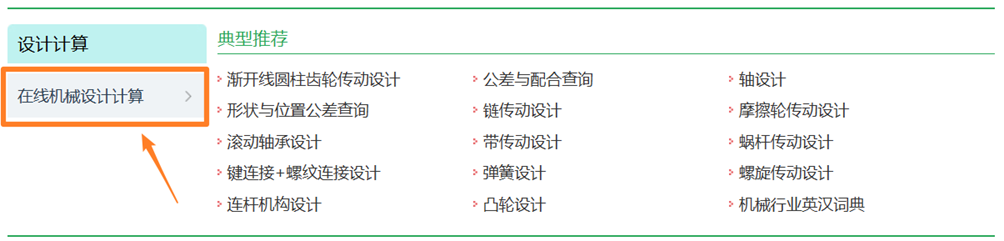 设计计算
在线机械设计计算
典型推荐
渐开线圆柱齿轮传动设计 公差与配合查询 轴设计
形状与位置公差查询 链传动设计 摩擦轮传动设计
滚动轴承设计 带传动设计 蜗杆传动设计
键连接+螺纹连接设计 弹簧设计 螺旋传动设计
连杆机构设计 凸轮设计 机械行业英汉词典